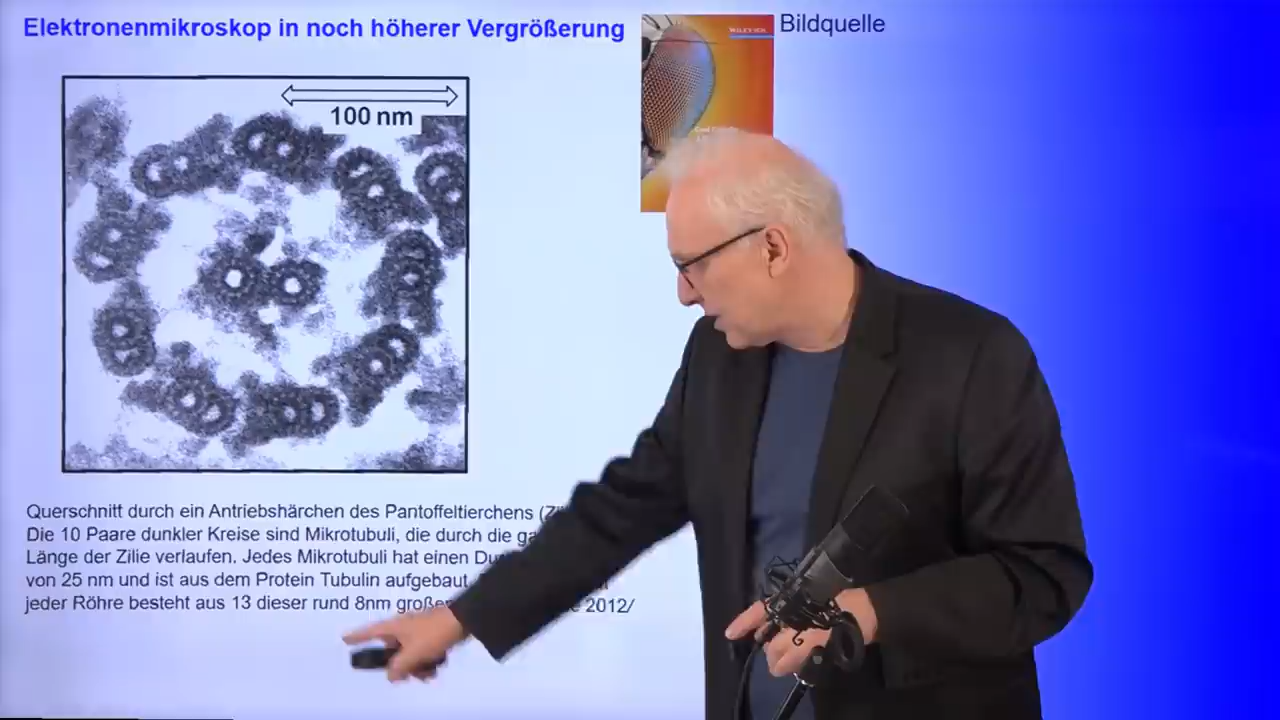 Elektronenmikroskop in noch höherer Vergrößerung
Bildquelle
100 nm
Querschnitt durch ein Antriebshärchen des Pantoffeltierchens
Die 10 Paare dunkler Kreise sind Mikrotubuli, die durch die
Länge der Zilie verlaufen. Jedes Mikrotubuli hat einen
von 25 nm und ist aus dem Protein Tubulin aufgebaut
jeder Röhre besteht aus 13 dieser rund 8nm 2012/